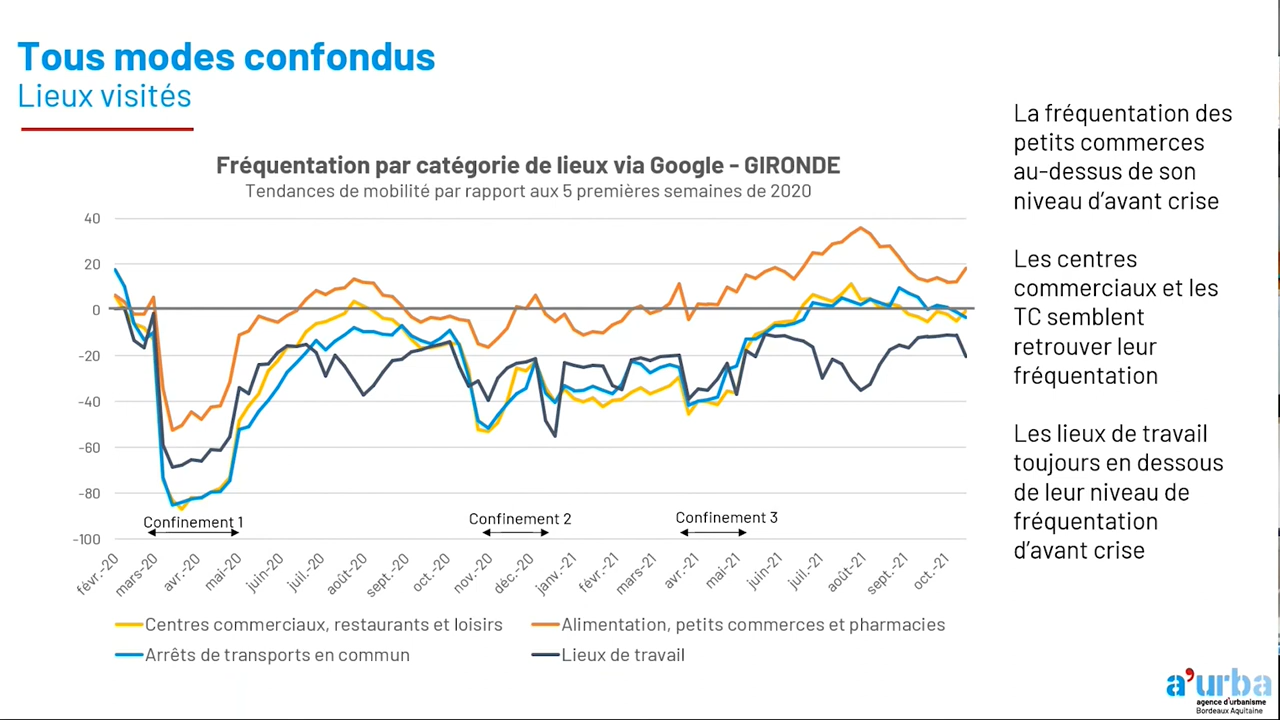 Tous modes confondus
Lieux visités
Fréquentation par catégorie de lieux via Google - GIRONDE
Tendances de mobilité par rapport aux 5 premières semaines de 2020
40
20
0
-20
-40
-60
-80
-100
Confinement 1
Confinement 2
Confinement 3
févr.-20
mars-20
avr.-20
mai-20
juin-20
juil.-20
août-20
sept.-20
oct.-20
nov.-20
déc.-20
janv.-21
févr.-21
mars-21
avr.-21
mai-21
juin-21
juil.-21
août-21
sept.-21
oct.-21
Centres commerciaux, restaurants et loisirs
Alimentation, petits commerces et pharmacies
Arrêts de transports en commun
Lieux de travail
La fréquentation des
petits commerces
au-dessus de son
niveau d'avant crise
Les centres
commerciaux et les
TC semblent
retrouver leur
fréquentation
Les lieux de travail
toujours en dessous
de leur niveau de
fréquentation
d'avant crise
a'urba
agence d'urbanisme
Bordeaux Aquitaine